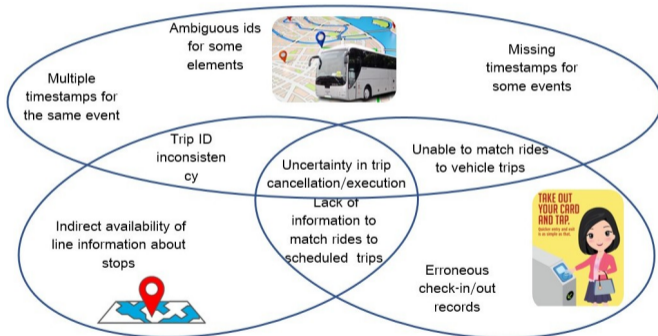 Ambiguous ids
for some
elements
Missing
timestamps for
some events
Multiple
timestamps for
the same event
Trip ID
inconsisten
cy
Uncertainty in trip
cancellation/execution
Unable to match rides
to vehicle trips
Lack of
information to
match rides to
scheduled trips
Indirect availability of
line information about
stops
Erroneous
check-in/out
records
TAKE OUT
YOUR CARD
AND TAP.